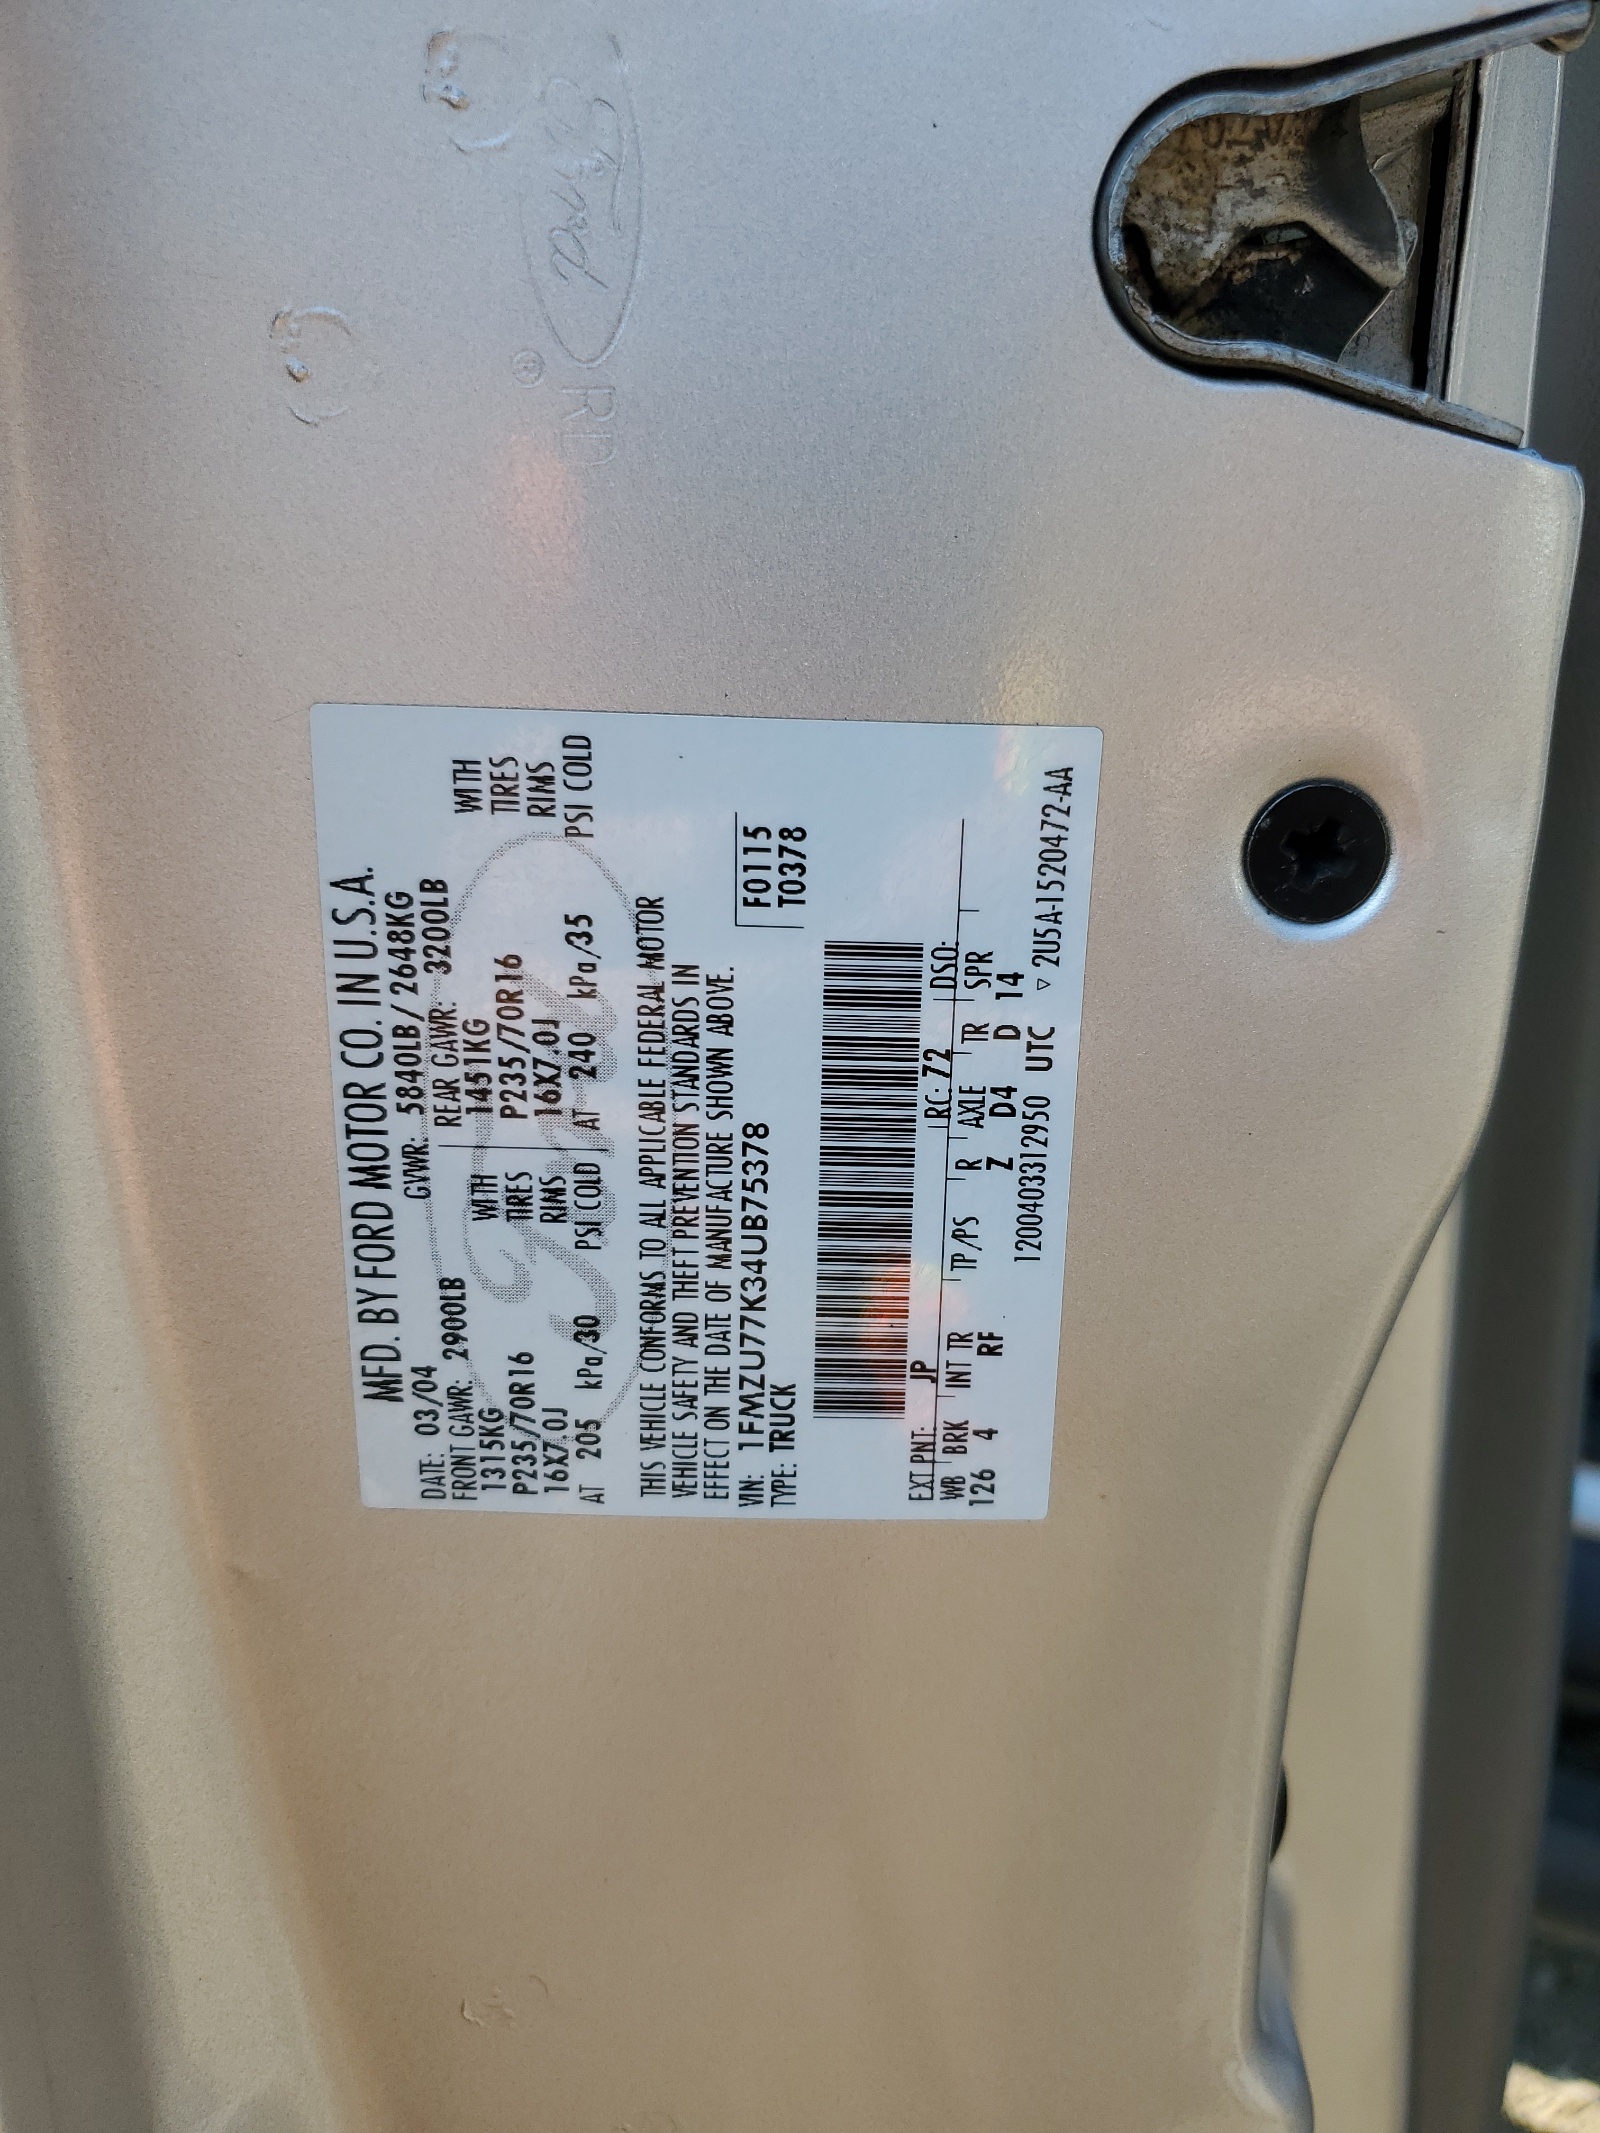 MFD. BY FORD MOTOR CO. IN U.S.A.
DATE: 03/04 GVWR: 5840LB/2648KG
FRONT GAWR: 2900LB REAR GAWR: 3200LB
1315KG WITH 1451KG WITH
P235/70R16 TIRES P235/70R16 TIRES
16X7.0J RIMS 16X7.0J RIMS
AT 205 kPa/30 PSI COLD AT 240 kPa/35 PSI COLD
THIS VEHICLE CONFORMS TO ALL APPLICABLE FEDERAL MOTOR
VEHICLE SAFETY AND THEFT PREVENTION STANDARDS IN
EFFECT ON THE DATE OF MANUFACTURE SHOWN ABOVE.
VIN: 1FMZU77K34UB75378 F0115
TYPE: TRUCK T0378
EXT PNT: JP RC: 72 DSO:
WB BRK INT TR TP/PS R AXLE TR SPR
126 4 RF Z D4 D 14
1200403312950 UTC ▿ 2U5A-1520472-AA
Ford
® RP